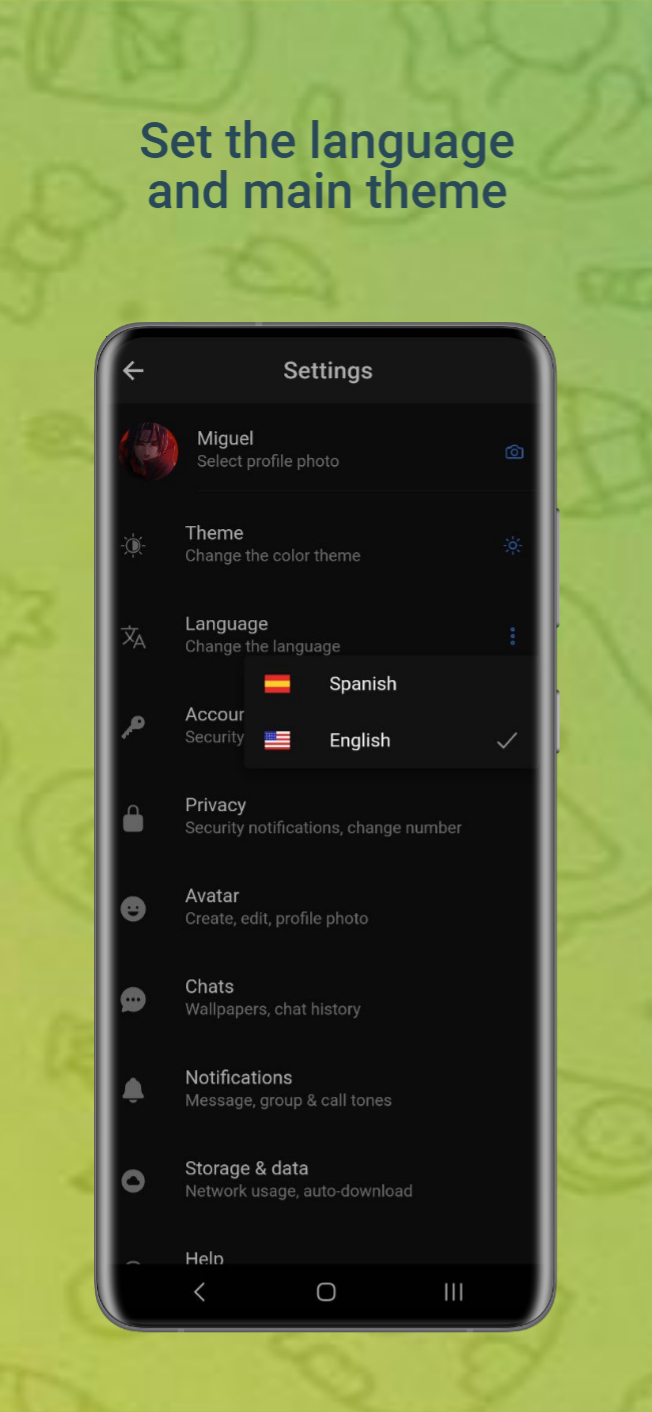 Set the language
and main theme
Settings
Miguel
Select profile photo
Theme
Change the color theme
Language
Change the language
Spanish
Accour
Security
English
Privacy
Security notifications, change number
Avatar
Create, edit, profile photo
Chats
Wallpapers, chat history
Notifications
Message, group & call tones
Storage & data
Network usage, auto-download
Help